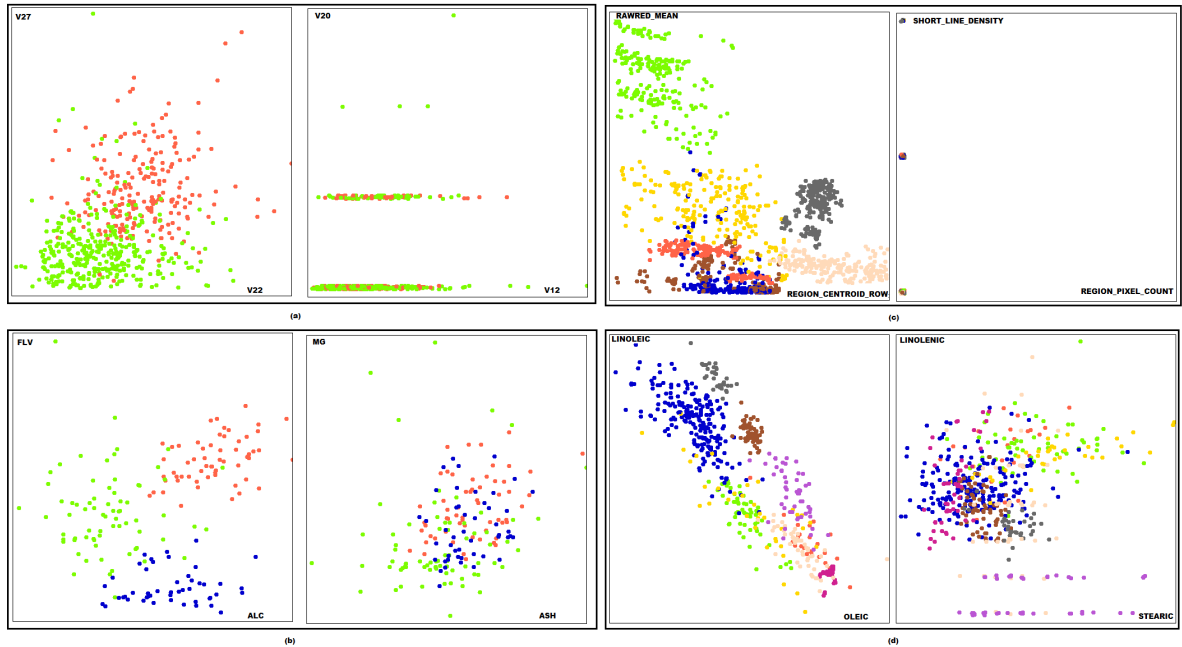 V27
V22
V20
V12
(a)
RAWRED_MEAN
REGION_CENTROID_ROW
SHORT_LINE_DENSITY
REGION_PIXEL_COUNT
(c)
FLV
ALC
MG
ASH
(b)
LINOLEIC
OLEIC
LINOLENIC
STEARIC
(d)